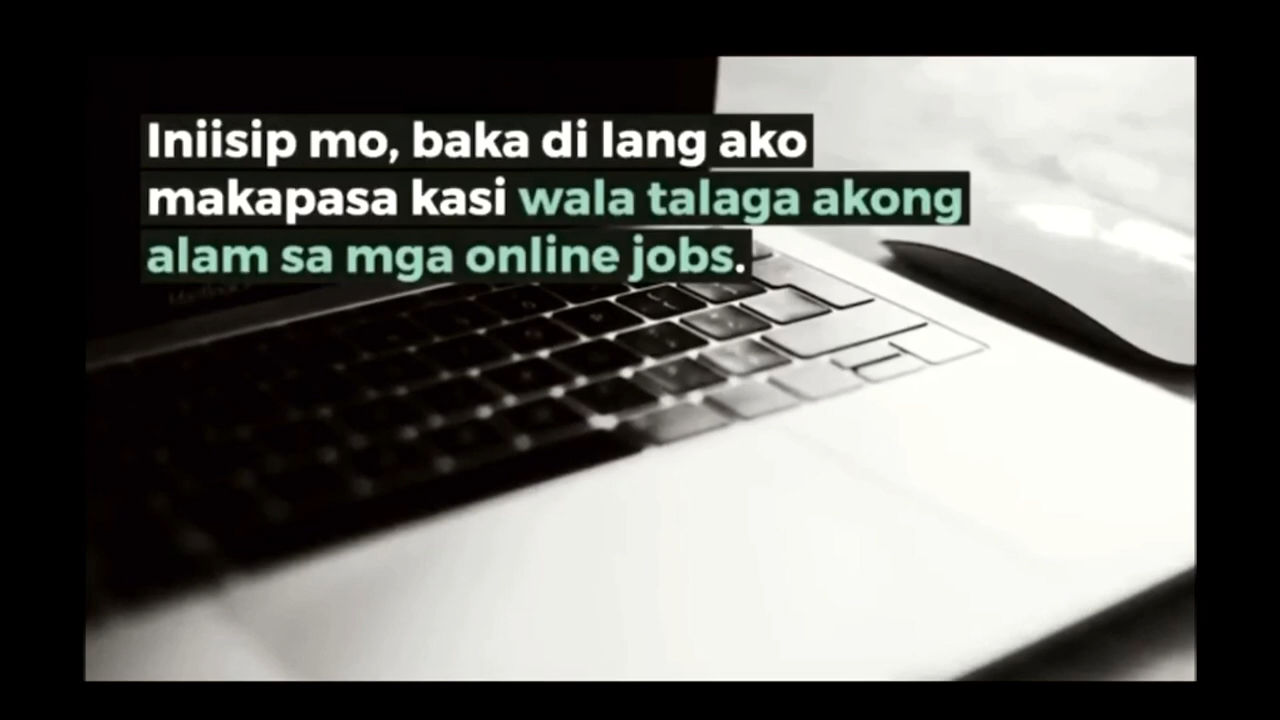 Iniisip mo, baka di lang ako
makapasa kasi wala talaga akong
alam sa mga online jobs.